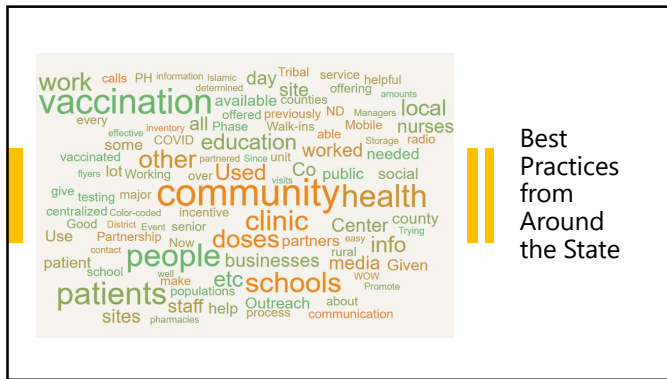 work calls PH information Islamic day Tribal service helpful
determined site offering
vaccination available counties local
every offered previously ND Managers amounts
effective all Phase Walk-ins able Mobile nurses
some inventory COVID education worked Storage radio
vaccinated other partnered Since unit needed
flyers lot Working over Used visits Co public social
give testing major community health
centralized Color-coded incentive clinic
Good District Event senior Center county Trying
Use Partnership Now doses partners easy info
contact people rural
patient school well businesses media Given
make etc schools WOW
patients populations Promote
staff help Outreach about
sites pharmacies process communication
Best
Practices
from
Around
the State